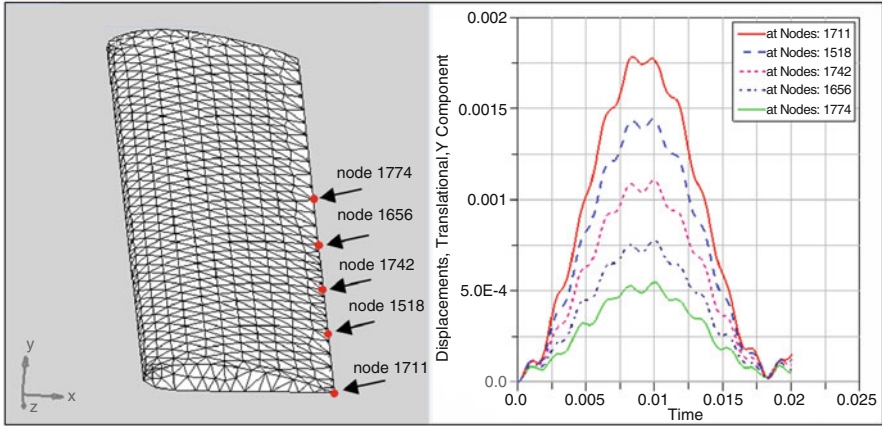 node 1774
node 1656
node 1742
node 1518
node 1711
y
x
z
Displacements, Translational,Y Component
0.002
0.0015
0.001
5.0E-4
0.0
at Nodes: 1711
at Nodes: 1518
at Nodes: 1742
at Nodes: 1656
at Nodes: 1774
0.0 0.005 0.01 0.015 0.02 0.025
Time